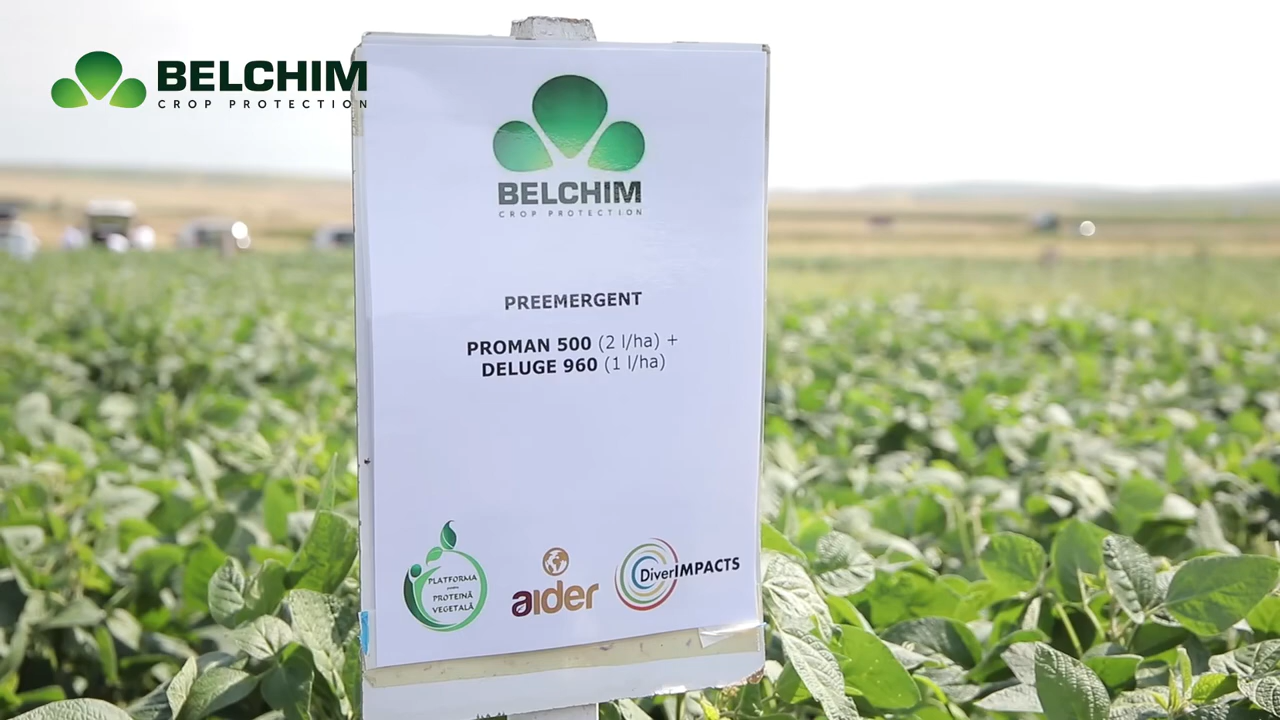 BELCHIM
CROP PROTECTION
BELCHIM
CROP PROTECTION
PREEMERGENT
PROMAN 500 (2 l/ha) +
DELUGE 960 (1 l/ha)
PLATFORMA
pentru
PROTEINĂ
VEGETALĂ
aider
DiverIMPACTS